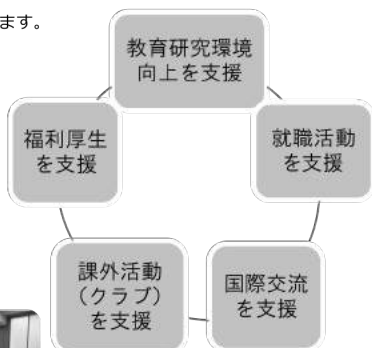 ます。
教育研究環境
向上を支援
福利厚生
を支援
就職活動
を支援
課外活動
（クラブ）
を支援
国際交流
を支援